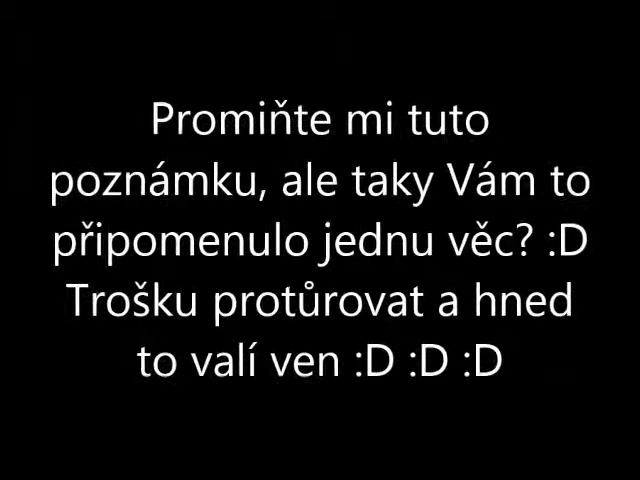 Promiňte mi tuto
poznámku, ale taky Vám to
připomenulo jednu věc? :D
Trošku protůrovat a hned
to valí ven :D :D :D